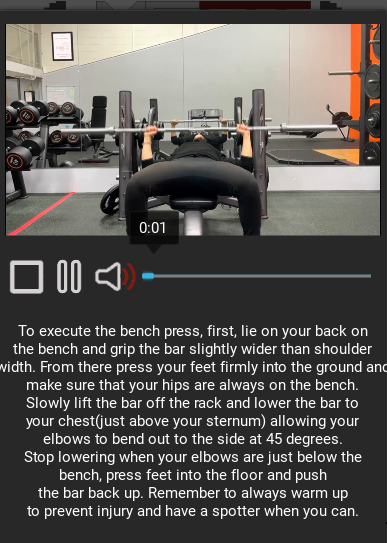 0:01
To execute the bench press, first, lie on your back on
the bench and grip the bar slightly wider than shoulder
width. From there press your feet firmly into the ground and
make sure that your hips are always on the bench.
Slowly lift the bar off the rack and lower the bar to
your chest(just above your sternum) allowing your
elbows to bend out to the side at 45 degrees.
Stop lowering when your elbows are just below the
bench, press feet into the floor and push
the bar back up. Remember to always warm up
to prevent injury and have a spotter when you can.